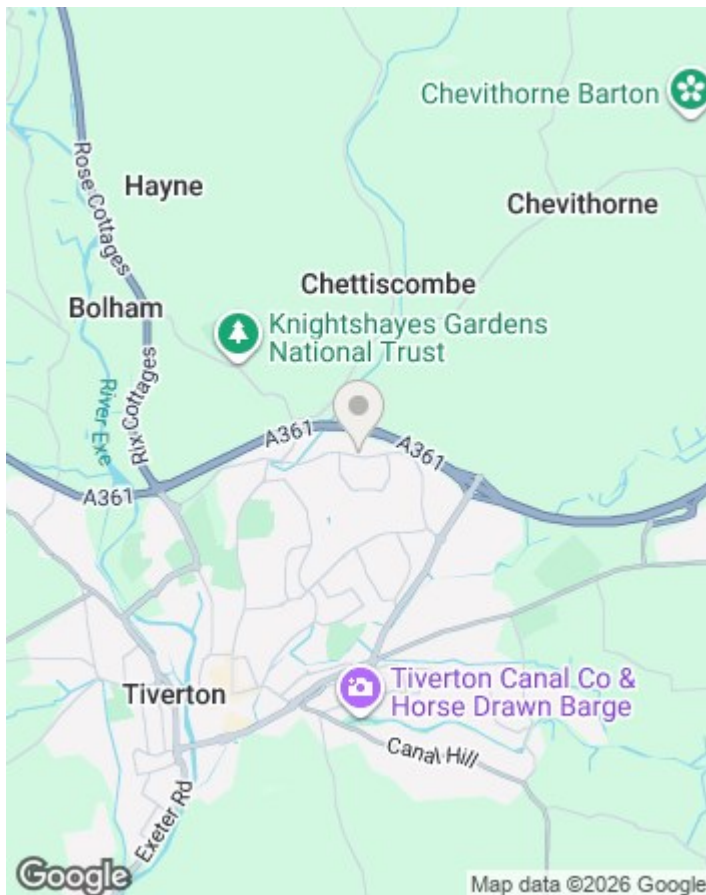 Chevithorne Barton
Rose Cottages
Hayne
Chevithorne
Chettiscombe
Bolham
Knightshayes Gardens
National Trust
River Exe
Rix Cottages
A361
A361
A361
Tiverton Canal Co &
Horse Drawn Barge
Tiverton
Canal Hill
Exeter Rd
Google
Map data ©2026 Google